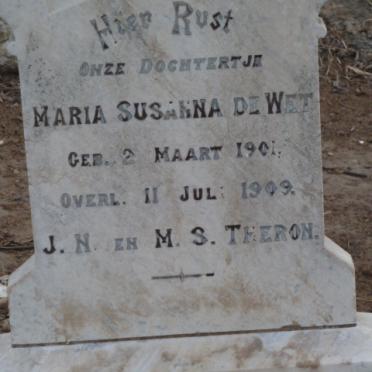 Hier Rust
ONZE DOCHTERTJE
MARIA SUSANNA DE WET
GEB. 2 MAART 1901.
OVERL. 11 JULI 1909.
J. N. EN M. S. THERON.